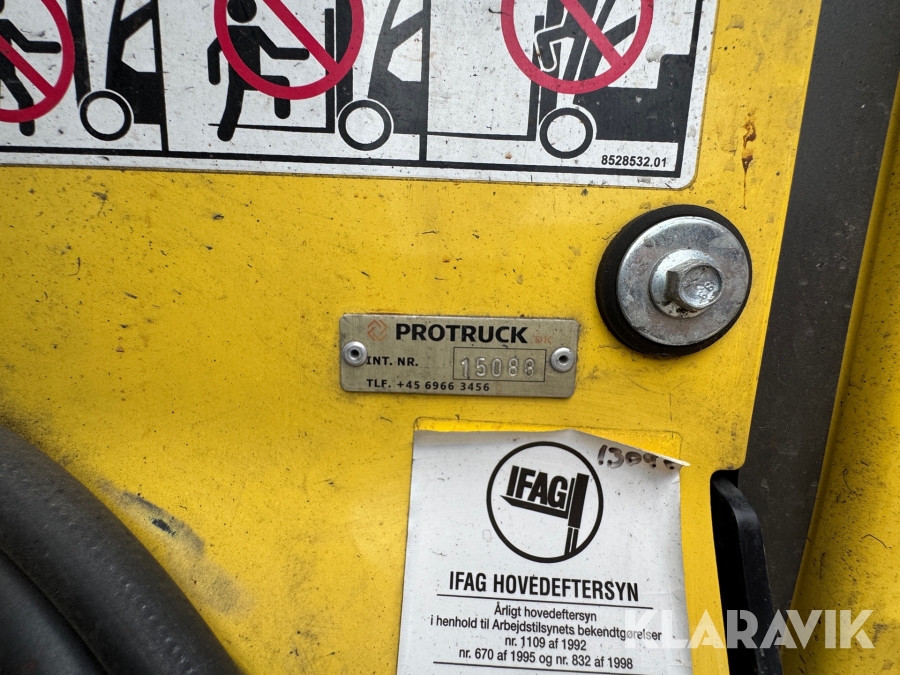 8528532.01
PROTRUCK DK
INT. NR. 15088
TLF. +45 6966 3456
IFAG
IFAG HOVEDEFTERSYN
Årligt hovedeftersyn
i henhold til Arbejdstilsynets bekendtgørelser
nr. 1109 af 1992
nr. 670 af 1995 og nr. 832 af 1998
KLARAVIK